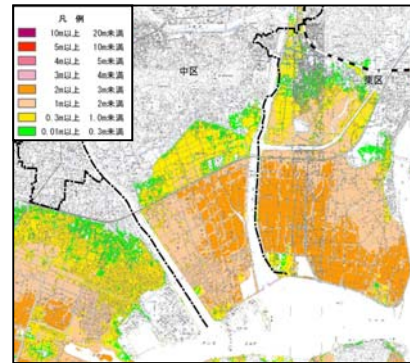 凡 例
10m以上 20m未満
5m以上 10m未満
4m以上 5m未満
3m以上 4m未満
2m以上 3m未満
1m以上 2m未満
0.3m以上 1.0m未満
0.01m以上 0.3m未満
中区
東区